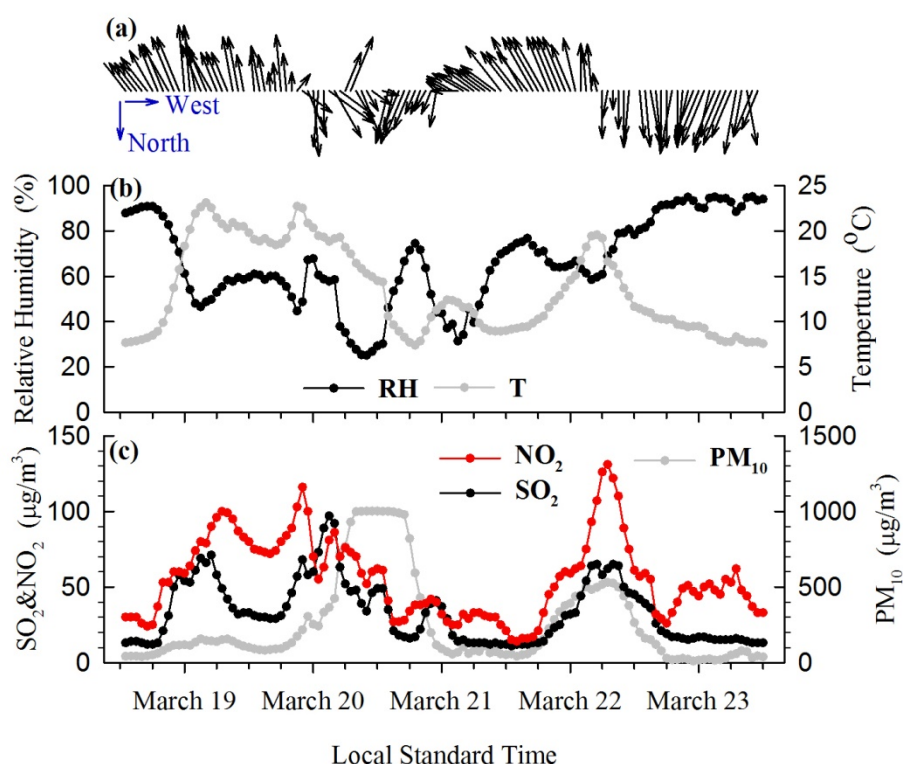 (a)
West
North
(b)
Relative Humidity (%)
100
80
60
40
20
0
RH T
25
20
15
10
5
0
Temperture (°C)
(c)
SO₂&NO₂ (μg/m³)
150
100
50
0
NO₂
SO₂
PM₁₀
1500
1000
500
0
PM₁₀ (μg/m³)
March 19 March 20 March 21 March 22 March 23
Local Standard Time